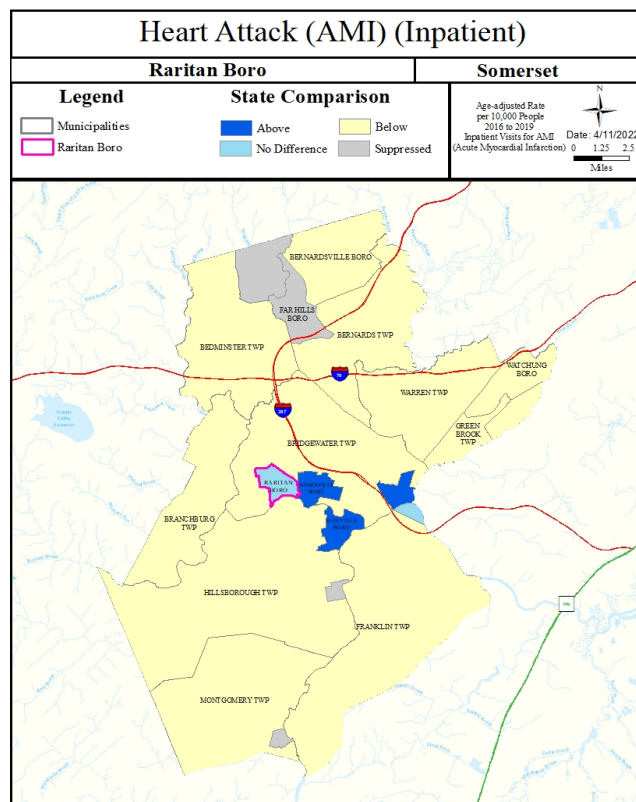 Heart Attack (AMI) (Inpatient)
Raritan Boro
Somerset
Legend
Municipalities
Raritan Boro
State Comparison
Above
No Difference
Below
Suppressed
Age-adjusted Rate
per 10,000 People
2016 to 2019
Inpatient Visits for AMI
(Acute Myocardial Infarction)
N
Date: 4/11/2022
0 1.25 2.5
Miles
BERNARDSVILLE BORO
FAR HILLS
BORO
BERNARDS TWP
BEDMINSTER TWP
WATCHUNG
BORO
78
WARREN TWP
287
GREEN
BROOK
TWP
BRIDGEWATER TWP
RARITAN
BORO
SOMERVILLE
BORO
BRANCHBURG
TWP
MANVILLE
BORO
HILLSBOROUGH TWP
FRANKLIN TWP
MONTGOMERY TWP